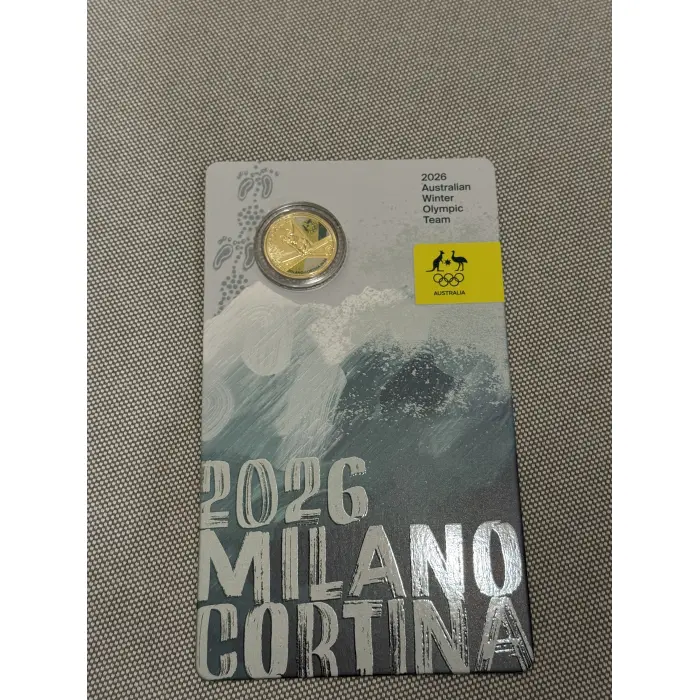 2026
Australian
Winter
Olympic
Team
AUSTRALIA
2026
MILANO
CORTINA